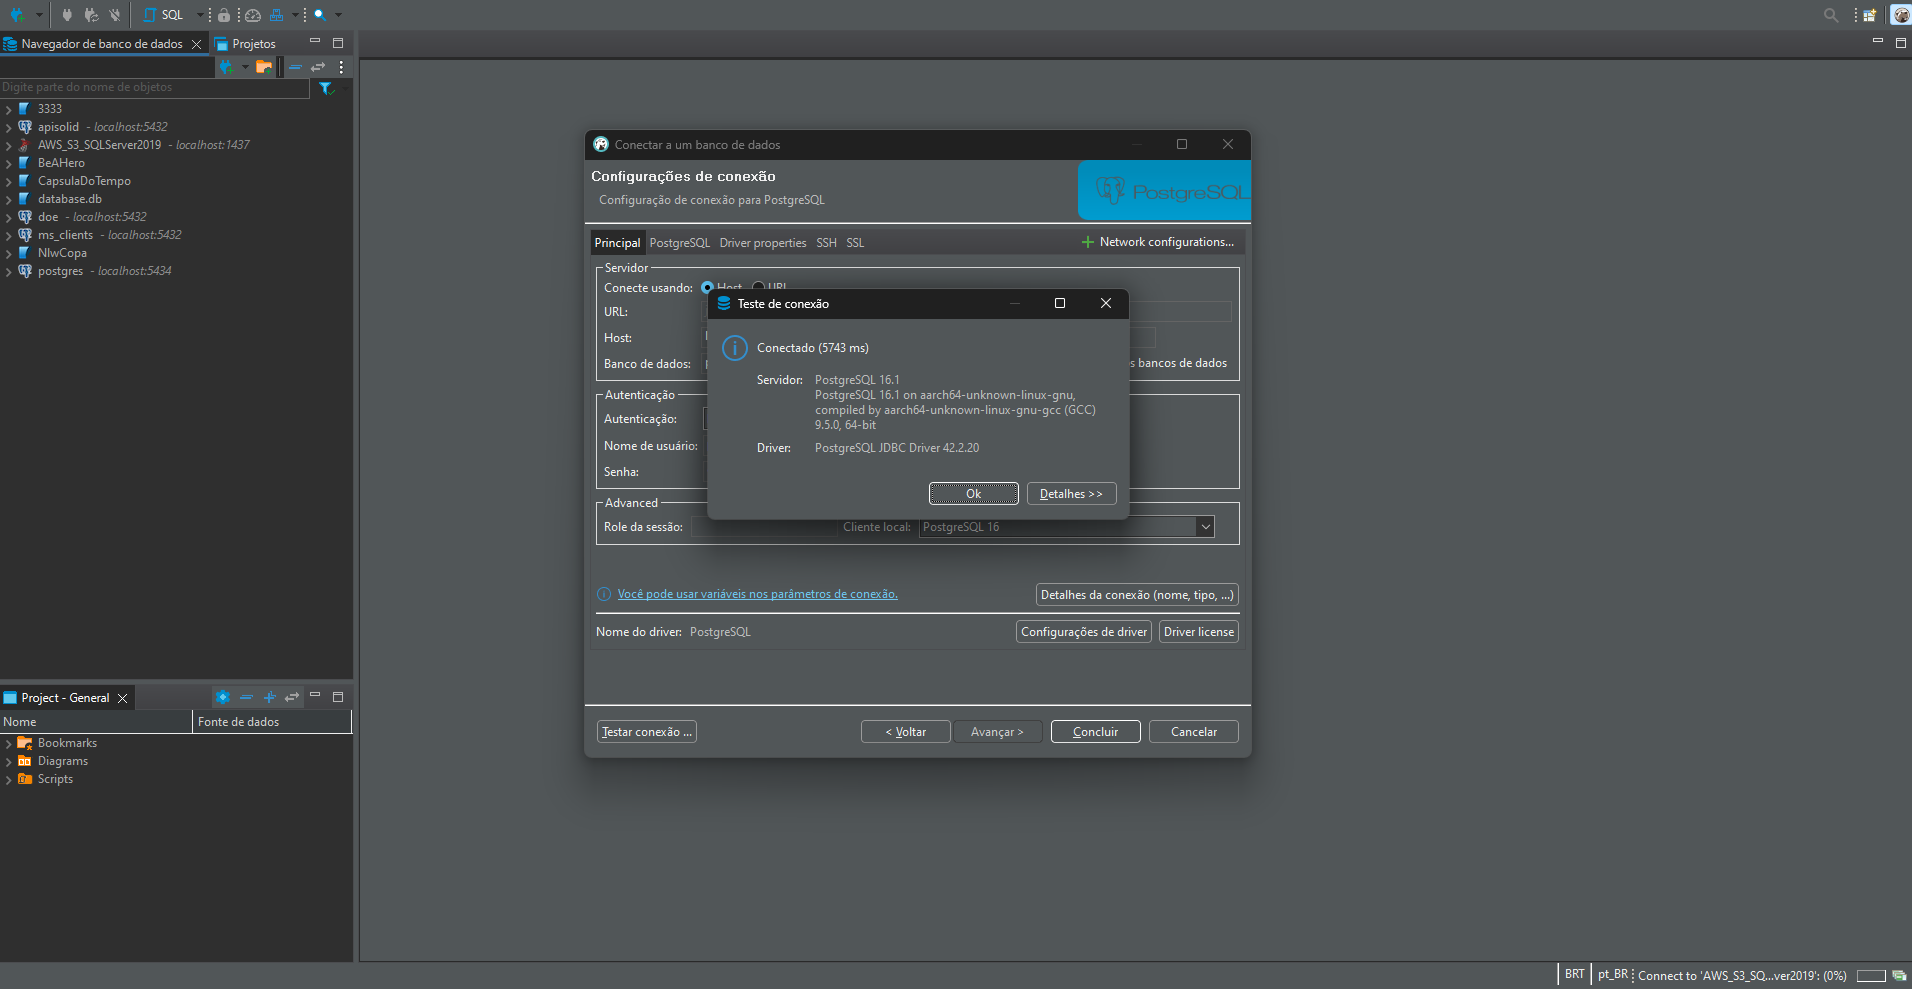 SQL
Navegador de banco de dados
Projetos
Digite parte do nome de objetos
3333
apisolid - localhost:5432
AWS_S3_SQLServer2019 - localhost:1437
BeAHero
CapsulaDoTempo
database.db
doe - localhost:5432
ms_clients - localhost:5432
NlwCopa
postgres - localhost:5434
Project - General
Nome
Fonte de dados
Bookmarks
Diagrams
Scripts
Conectar a um banco de dados
Configurações de conexão
Configuração de conexão para PostgreSQL
PostgreSQL
Principal
PostgreSQL
Driver properties
SSH
SSL
Network configurations...
Servidor
Conecte usando:
Host
URL
URL:
Host:
Banco de dados:
s bancos de dados
Autenticação
Autenticação:
Nome de usuário:
Senha:
Advanced
Role da sessão:
Cliente local:
PostgreSQL 16
Teste de conexão
Conectado (5743 ms)
Servidor:
PostgreSQL 16.1
PostgreSQL 16.1 on aarch64-unknown-linux-gnu,
compiled by aarch64-unknown-linux-gnu-gcc (GCC)
9.5.0, 64-bit
Driver:
PostgreSQL JDBC Driver 42.2.20
Ok
Detalhes >>
Você pode usar variáveis nos parâmetros de conexão.
Detalhes da conexão (nome, tipo, ...)
Nome do driver:
PostgreSQL
Configurações de driver
Driver license
Testar conexão ...
< Voltar
Avançar >
Concluir
Cancelar
BRT
pt_BR
Connect to 'AWS_S3_SQ...ver2019': (0%)